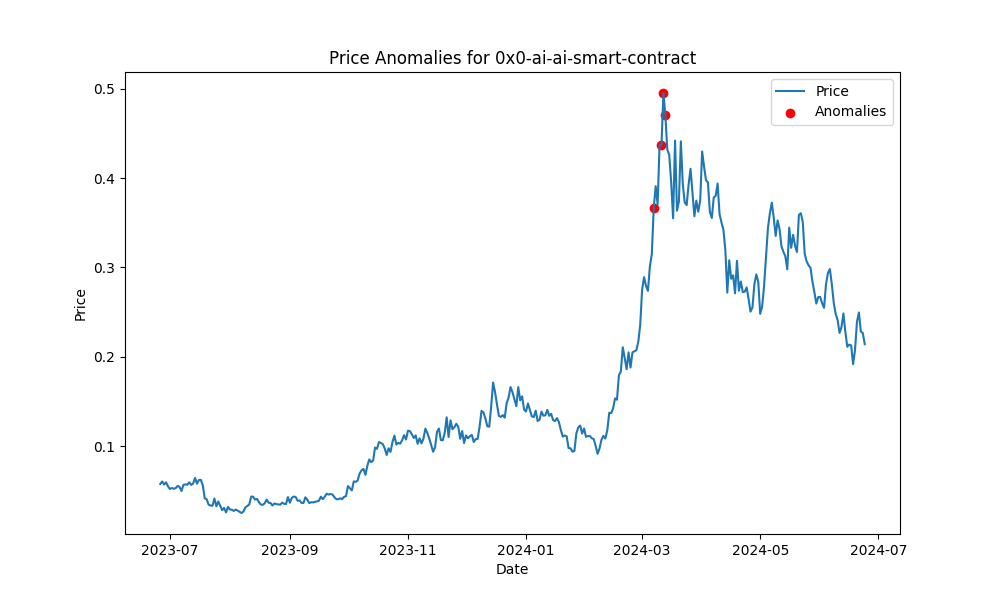 Price Anomalies for 0x0-ai-ai-smart-contract
Price
Anomalies
0.5
0.4
0.3
0.2
0.1
Price
2023-07
2023-09
2023-11
2024-01
2024-03
2024-05
2024-07
Date